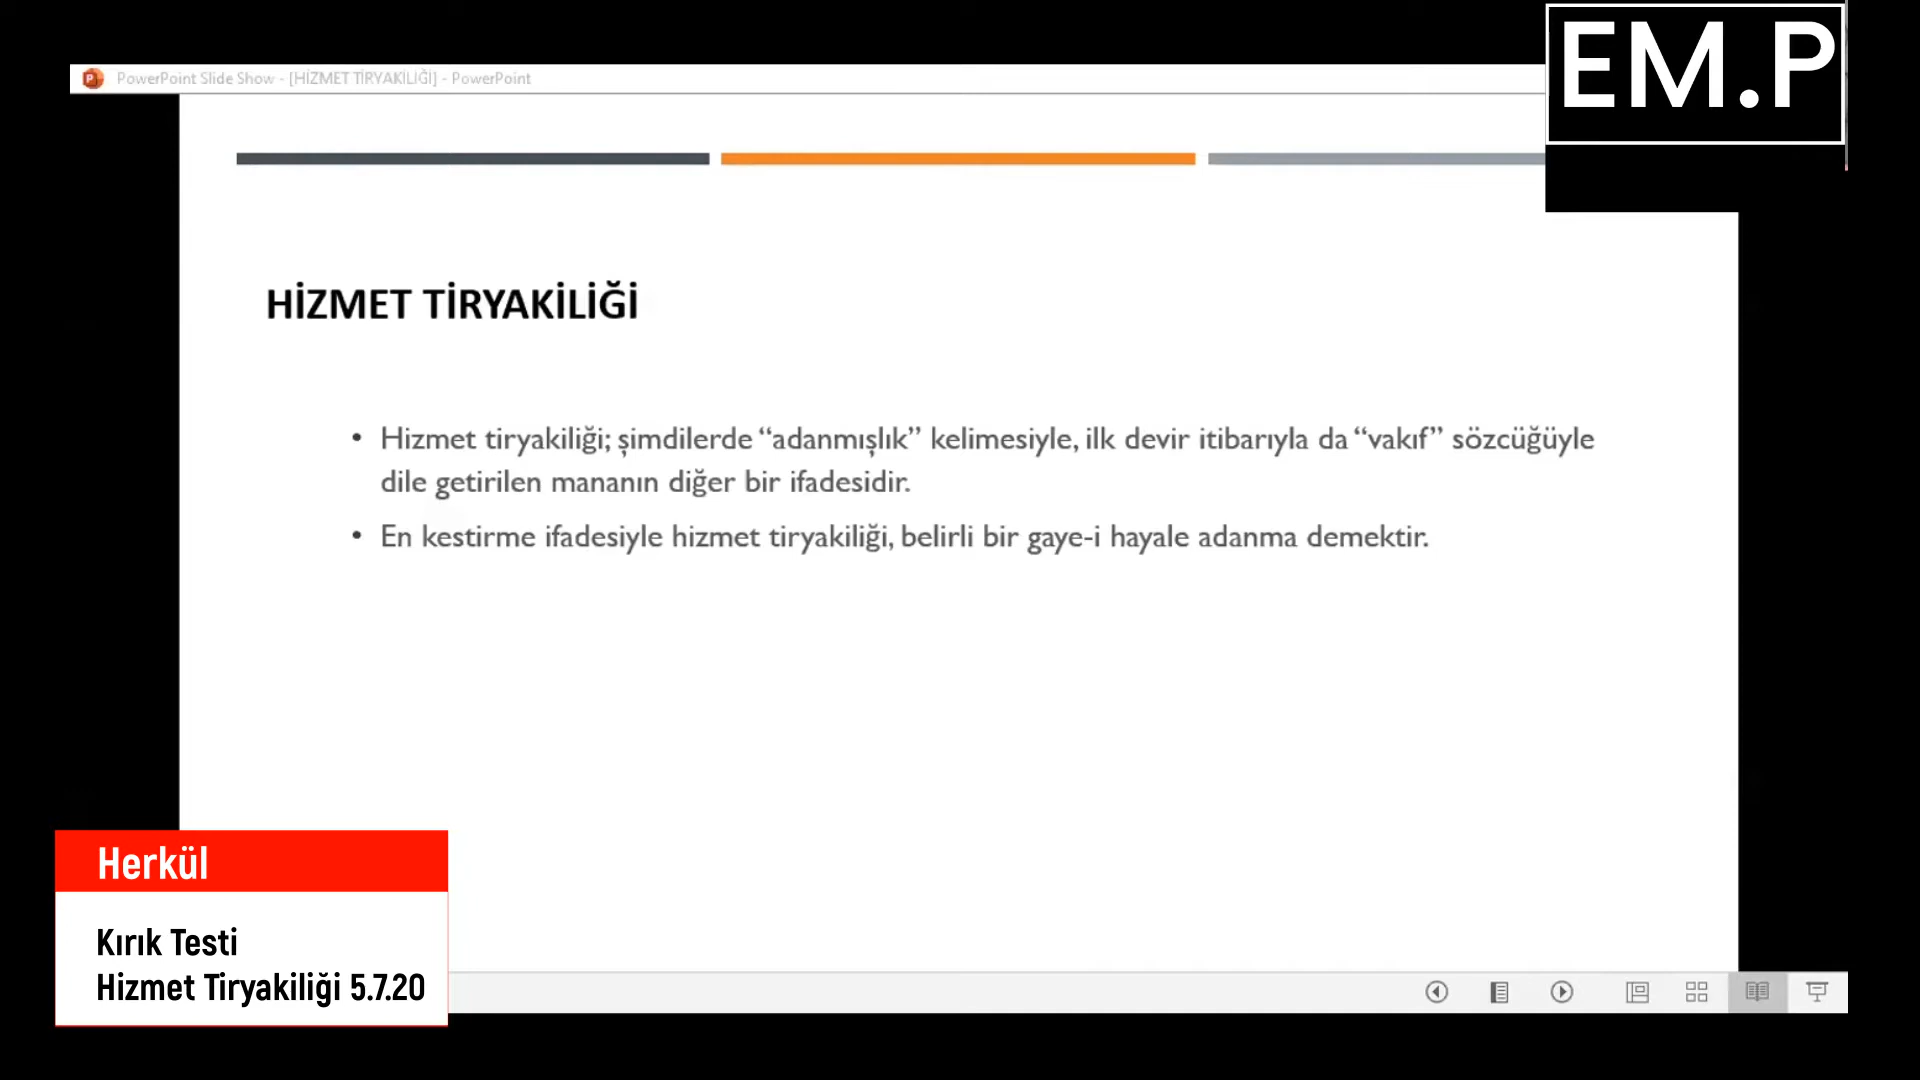 EM.P
PowerPoint Slide Show - [HİZMET TİRYAKİLİĞİ] - PowerPoint
HİZMET TİRYAKİLİĞİ
• Hizmet tiryakiliği; şimdilerde “adanmışlık” kelimesiyle, ilk devir itibarıyla da “vakıf” sözcüğüyle
dile getirilen mananın diğer bir ifadesidir.
• En kestirme ifadesiyle hizmet tiryakiliği, belirli bir gaye-i hayale adanma demektir.
Herkül
Kırık Testi
Hizmet Tiryakiliği 5.7.20